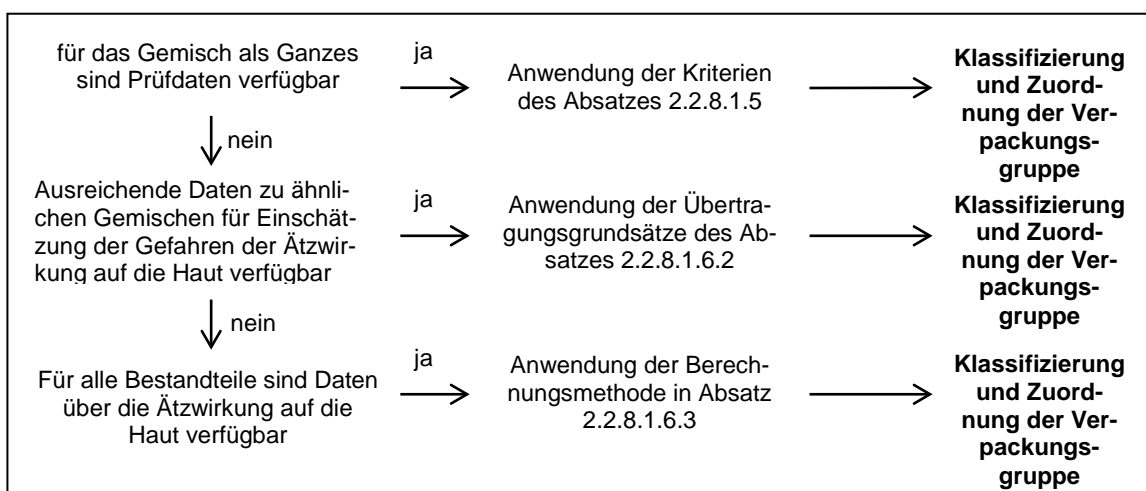 für das Gemisch als Ganzes
sind Prüfdaten verfügbar
ja
Anwendung der Kriterien
des Absatzes 2.2.8.1.5
Klassifizierung
und Zuord-
nung der Ver-
packungs-
gruppe
nein
Ausreichende Daten zu ähnli-
chen Gemischen für Einschät-
zung der Gefahren der Ätzwir-
kung auf die Haut verfügbar
ja
Anwendung der Übertra-
gungsgrundsätze des Ab-
satzes 2.2.8.1.6.2
Klassifizierung
und Zuord-
nung der Ver-
packungs-
gruppe
nein
Für alle Bestandteile sind Daten
über die Ätzwirkung auf die
Haut verfügbar
ja
Anwendung der Berech-
nungsmethode in Absatz
2.2.8.1.6.3
Klassifizierung
und Zuord-
nung der Ver-
packungs-
gruppe